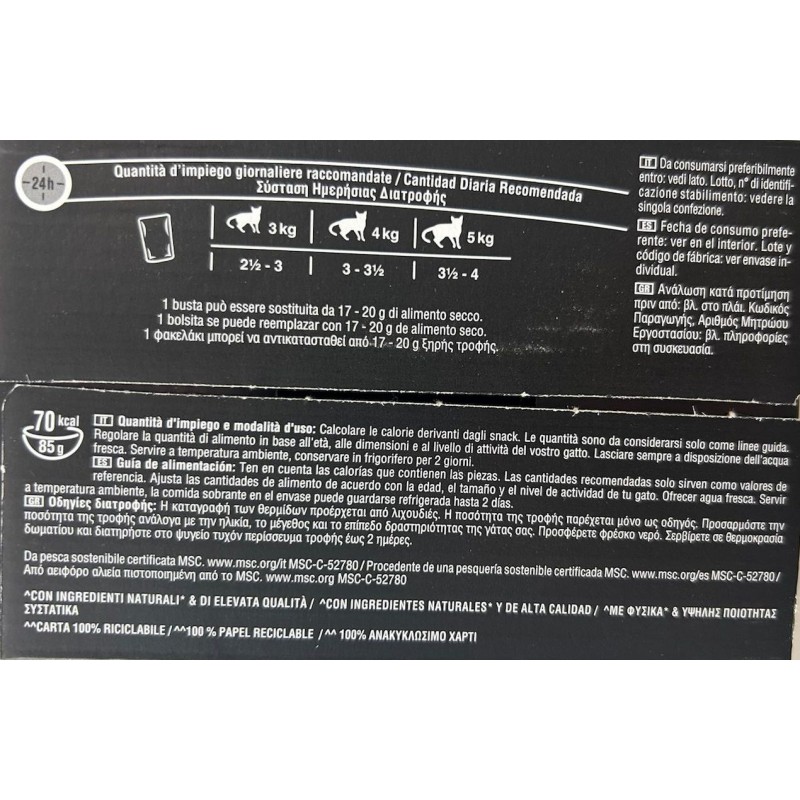 24h
Quantità d'impiego giornaliere raccomandate / Cantidad Diaria Recomendada
Σύσταση Ημερήσιας Διατροφής
3 kg | 4 kg | 5 kg
2½ - 3 | 3 - 3½ | 3½ - 4
1 busta può essere sostituita da 17 - 20 g di alimento secco.
1 bolsita se puede reemplazar con 17 - 20 g de alimento seco.
1 φακελάκι μπορεί να αντικατασταθεί από 17 - 20 g ξηρής τροφής.
IT Da consumarsi preferibilmente
entro: vedi lato. Lotto, n° di identifi-
cazione stabilimento: vedere la
singola confezione.
ES Fecha de consumo prefe-
rente: ver en el interior. Lote y
código de fábrica: ver envase in-
dividual.
GR Ανάλωση κατά προτίμηση
πριν από: βλ. στο πλάι. Κωδικός
Παραγωγής, Αριθμός Μητρώου
Εργοστασίου: βλ. πληροφορίες
στη συσκευασία.
70 kcal
85 g
IT Quantità d'impiego e modalità d'uso: Calcolare le calorie derivanti dagli snack. Le quantità sono da considerarsi solo come linee guida.
Regolare la quantità di alimento in base all'età, alle dimensioni e al livello di attività del vostro gatto. Lasciare sempre a disposizione dell'acqua
fresca. Servire a temperatura ambiente, conservare in frigorifero per 2 giorni.
ES Guía de alimentación: Ten en cuenta las calorías que contienen las piezas. Las cantidades recomendadas solo sirven como valores de
referencia. Ajusta las cantidades de alimento de acuerdo con la edad, el tamaño y el nivel de actividad de tu gato. Ofrecer agua fresca. Servir
a temperatura ambiente, la comida sobrante en el envase puede guardarse refrigerada hasta 2 días.
GR Οδηγίες διατροφής: Η καταγραφή των θερμίδων προέρχεται από λιχουδιές. Η ποσότητα της τροφής παρέχεται μόνο ως οδηγός. Προσαρμόστε την
ποσότητα της τροφής ανάλογα με την ηλικία, το μέγεθος και το επίπεδο δραστηριότητας της γάτας σας. Προσφέρετε φρέσκο νερό. Σερβίρετε σε θερμοκρασία
δωματίου και διατηρήστε στο ψυγείο τυχόν περίσσευμα τροφής έως 2 ημέρες.
Da pesca sostenibile certificata MSC. www.msc.org/it MSC-C-52780 / Procedente de una pesquería sostenible certificada MSC. www.msc.org/es MSC-C-52780 /
Από αειφόρο αλιεία πιστοποιημένη από το MSC. www.msc.org MSC-C-52780
^CON INGREDIENTI NATURALI* & DI ELEVATA QUALITÀ / ^CON INGREDIENTES NATURALES* Y DE ALTA CALIDAD / ^ΜΕ ΦΥΣΙΚΑ* & ΥΨΗΛΗΣ ΠΟΙΟΤΗΤΑΣ
ΣΥΣΤΑΤΙΚΑ
^^CARTA 100% RICICLABILE / ^^100 % PAPEL RECICLABLE / ^^ 100% ΑΝΑΚΥΚΛΩΣΙΜΟ ΧΑΡΤΙ